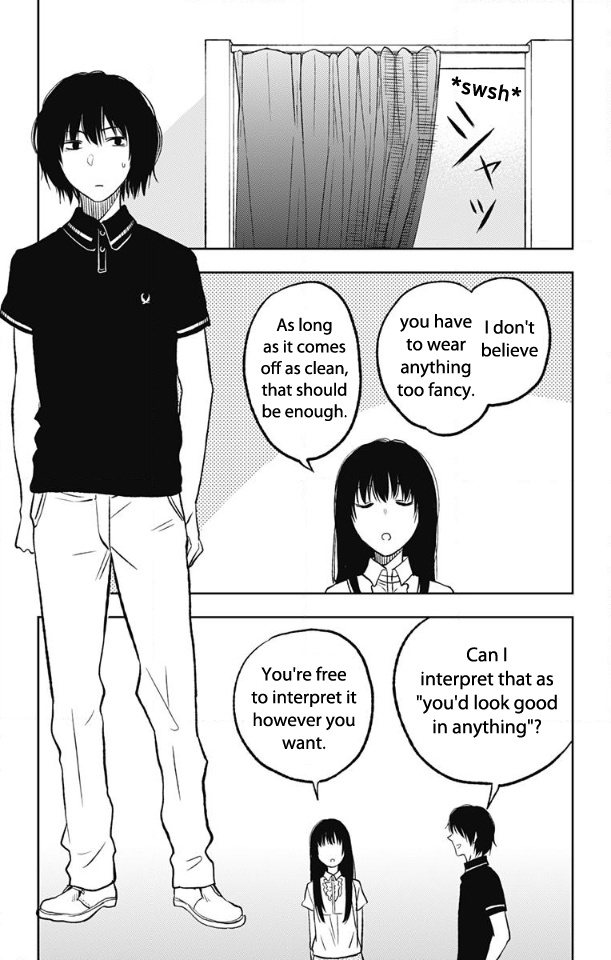 *swsh*
シャッ
I don't
believe
you have
to wear
anything
too fancy.
As long
as it comes
off as clean,
that should
be enough.
Can I
interpret that as
"you'd look good
in anything"?
You're free
to interpret it
however you
want.